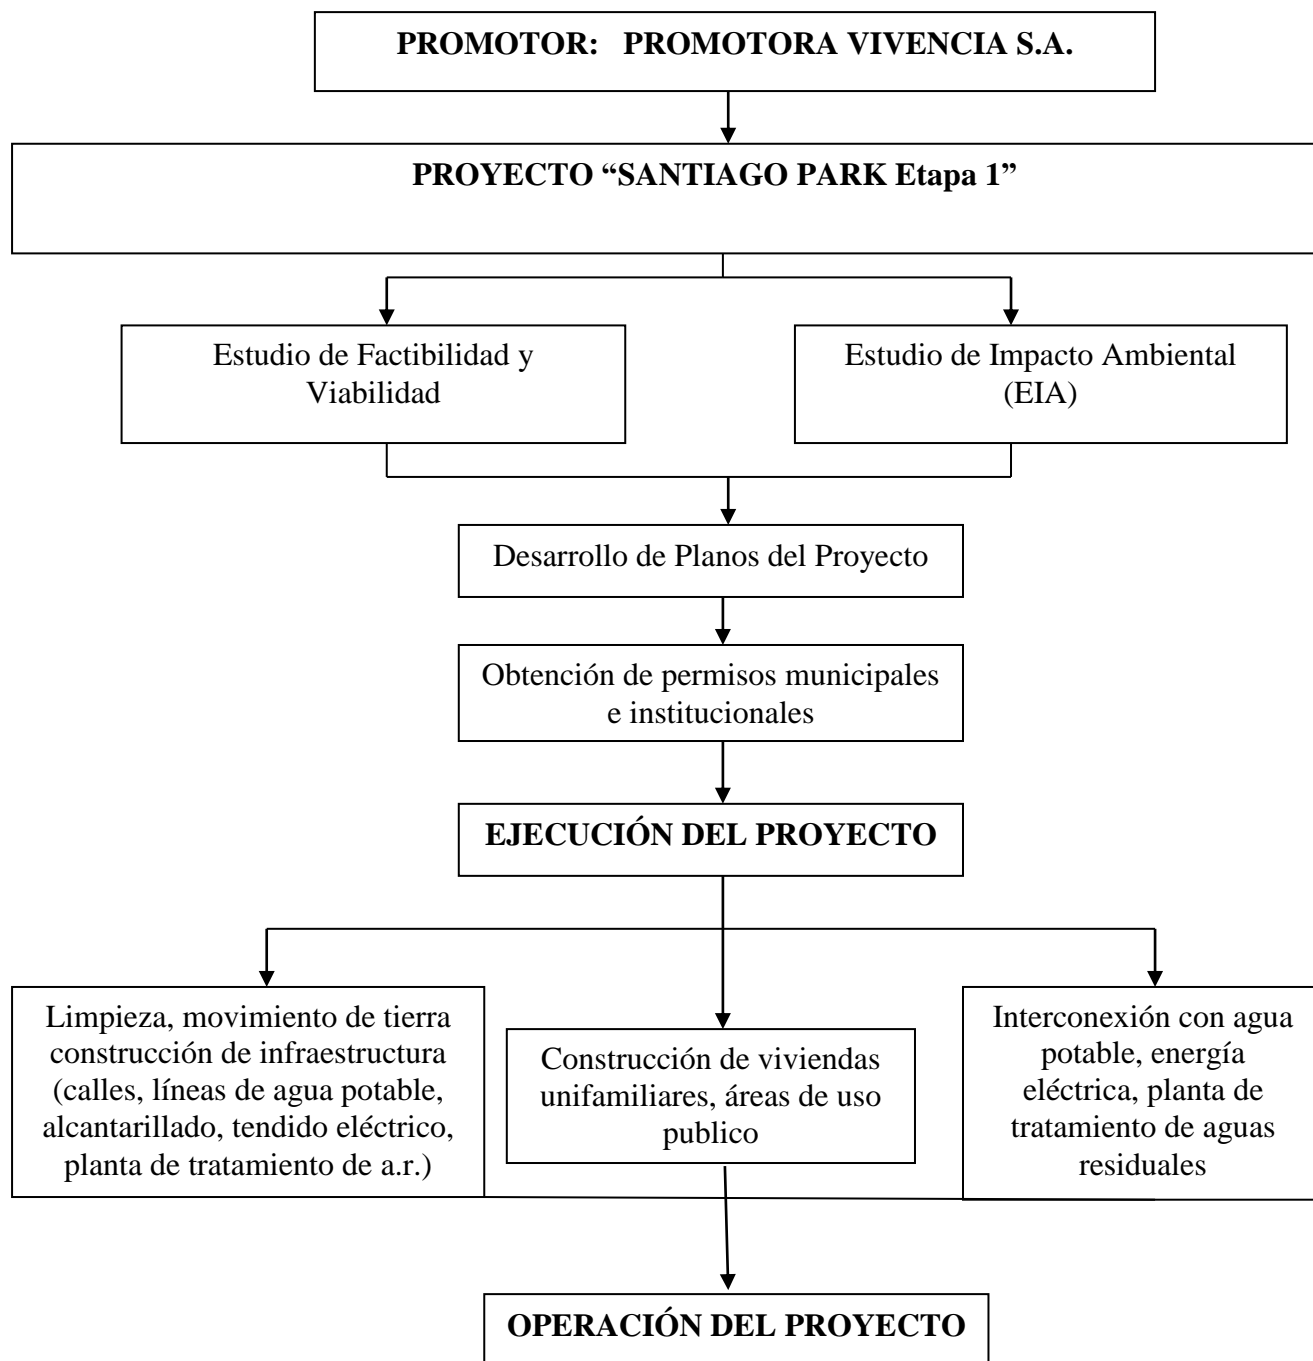 PROMOTOR: PROMOTORA VIVENCIA S.A.
PROYECTO “SANTIAGO PARK Etapa 1”
Estudio de Factibilidad y
Viabilidad
Estudio de Impacto Ambiental
(EIA)
Desarrollo de Planos del Proyecto
Obtención de permisos municipales
e institucionales
EJECUCIÓN DEL PROYECTO
Limpieza, movimiento de tierra
construcción de infraestructura
(calles, líneas de agua potable,
alcantarillado, tendido eléctrico,
planta de tratamiento de a.r.)
Construcción de viviendas
unifamiliares, áreas de uso
publico
Interconexión con agua
potable, energía
eléctrica, planta de
tratamiento de aguas
residuales
OPERACIÓN DEL PROYECTO